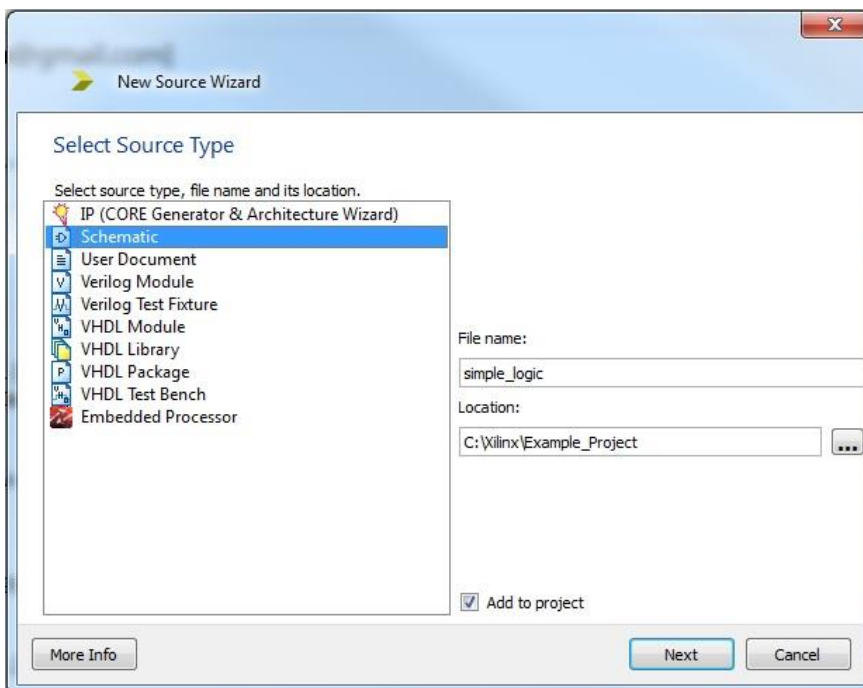 New Source Wizard
Select Source Type
Select source type, file name and its location.
IP (CORE Generator & Architecture Wizard)
Schematic
User Document
Verilog Module
Verilog Test Fixture
VHDL Module
VHDL Library
VHDL Package
VHDL Test Bench
Embedded Processor
File name:
simple_logic
Location:
C:\Xilinx\Example_Project
...
Add to project
More Info
Next
Cancel